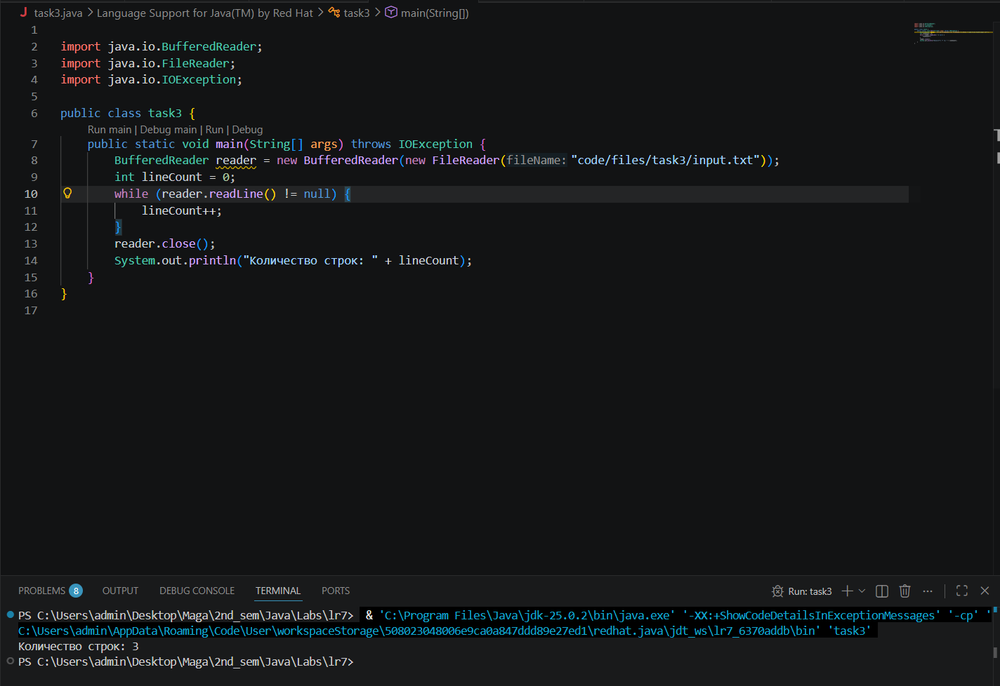 task3.java > Language Support for Java(TM) by Red Hat > task3 > main(String[])
1
2 import java.io.BufferedReader;
3 import java.io.FileReader;
4 import java.io.IOException;
5
6 public class task3 {
Run main | Debug main | Run | Debug
7 public static void main(String[] args) throws IOException {
8 BufferedReader reader = new BufferedReader(new FileReader(fileName: "code/files/task3/input.txt"));
9 int lineCount = 0;
10 while (reader.readLine() != null) {
11 lineCount++;
12 }
13 reader.close();
14 System.out.println("Количество строк: " + lineCount);
15 }
16 }
17
PROBLEMS 8 OUTPUT DEBUG CONSOLE TERMINAL PORTS Run: task3
PS C:\Users\admin\Desktop\Maga\2nd_sem\Java\Labs\lr7> & 'C:\Program Files\Java\jdk-25.0.2\bin\java.exe' '-XX:+ShowCodeDetailsInExceptionMessages' '-cp' '
C:\Users\admin\AppData\Roaming\Code\User\workspaceStorage\508023048006e9ca0a847ddd89e27ed1\redhat.java\jdt_ws\lr7_6370addb\bin' 'task3'
Количество строк: 3
PS C:\Users\admin\Desktop\Maga\2nd_sem\Java\Labs\lr7>